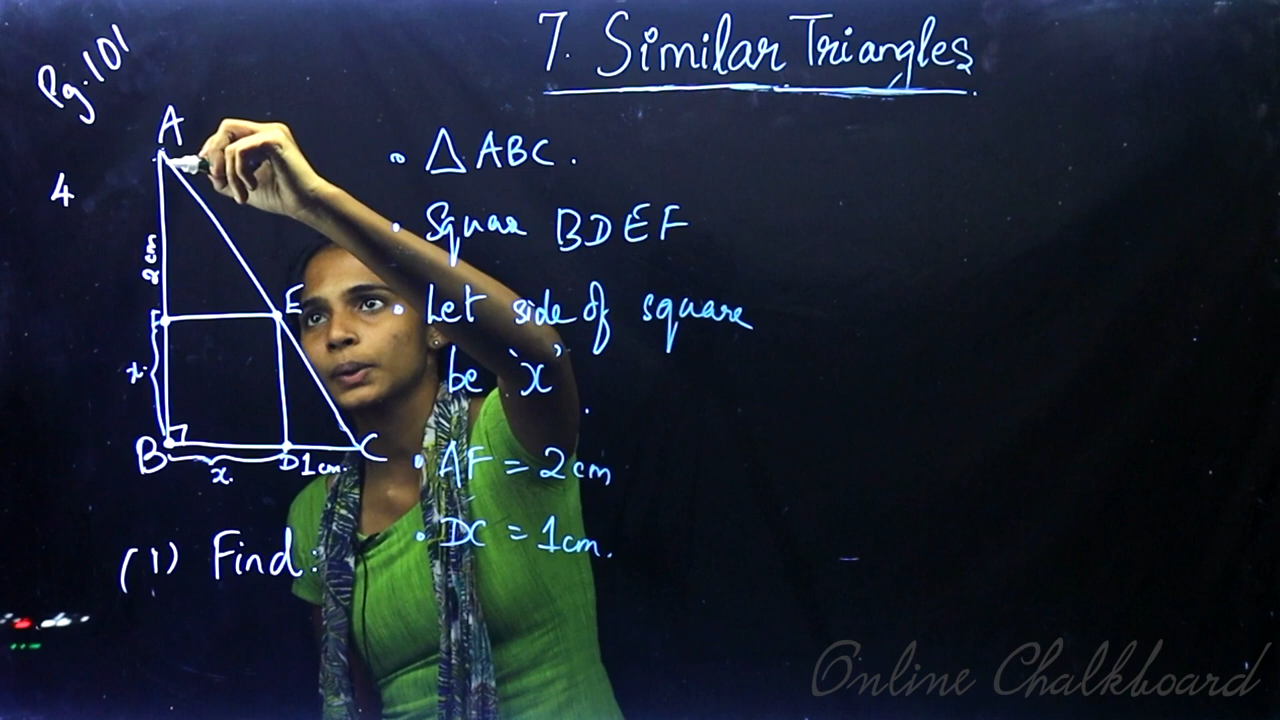 7. Similar Triangles
Pg.101
4
A
2cm
F
E
x
B
D
1cm.
C
x.
• △ABC.
• Square BDEF
• Let side of square
be 'x'.
• AF = 2cm
• DC = 1cm.
(1) Find:
Online Chalkboard